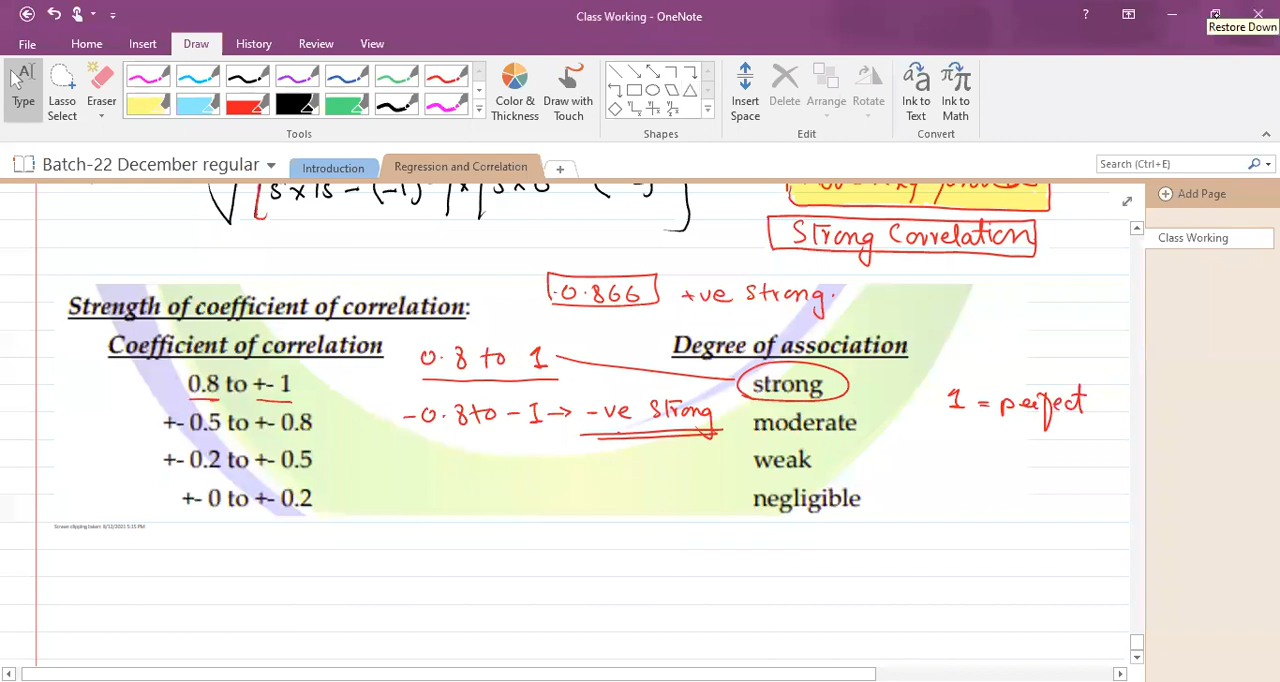 Class Working - OneNote
?
Restore Down
File Home Insert Draw History Review View
Type
Lasso Select
Eraser
Color & Thickness
Draw with Touch
Insert Space
Delete Arrange Rotate
Ink to Text
Ink to Math
Tools Shapes Edit Convert
Batch-22 December regular Introduction Regression and Correlation Search (Ctrl+E)
Add Page
Class Working
Strong Correlation
0.866 +ve strong.
Strength of coefficient of correlation:
Coefficient of correlation 0.8 to 1 Degree of association
0.8 to +- 1 strong 1 = perfect
-0.8 to -1 → -ve Strong
+- 0.5 to +- 0.8 moderate
+- 0.2 to +- 0.5 weak
+- 0 to +- 0.2 negligible